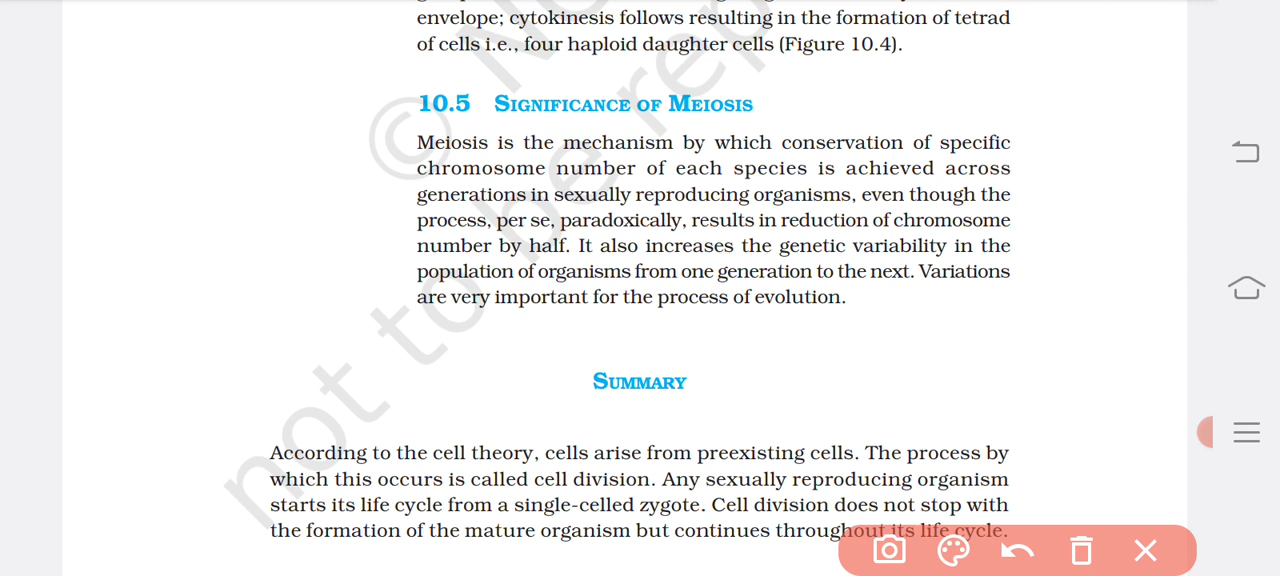 envelope; cytokinesis follows resulting in the formation of tetrad
of cells i.e., four haploid daughter cells (Figure 10.4).
10.5 SIGNIFICANCE OF MEIOSIS
Meiosis is the mechanism by which conservation of specific
chromosome number of each species is achieved across
generations in sexually reproducing organisms, even though the
process, per se, paradoxically, results in reduction of chromosome
number by half. It also increases the genetic variability in the
population of organisms from one generation to the next. Variations
are very important for the process of evolution.
SUMMARY
According to the cell theory, cells arise from preexisting cells. The process by
which this occurs is called cell division. Any sexually reproducing organism
starts its life cycle from a single-celled zygote. Cell division does not stop with
the formation of the mature organism but continues throughout its life cycle.
© N
not to be rep